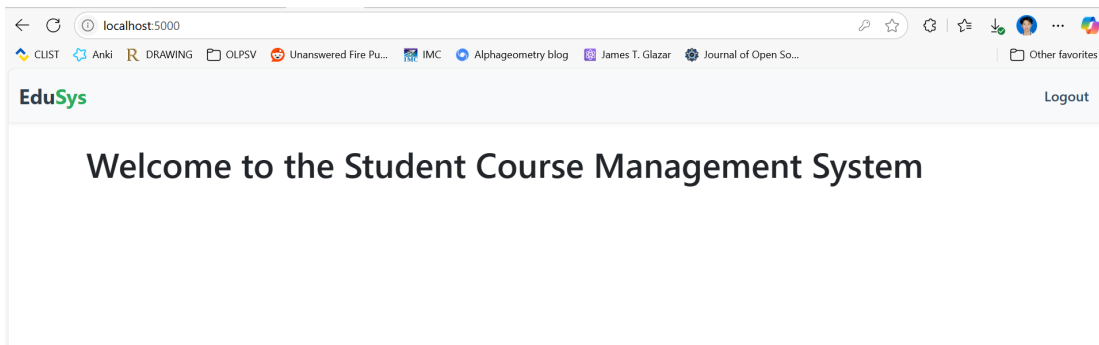 localhost:5000
CLIST Anki DRAWING OLPSV Unanswered Fire Pu... IMC Alphageometry blog James T. Glazar Journal of Open So... Other favorites
EduSys Logout
Welcome to the Student Course Management System